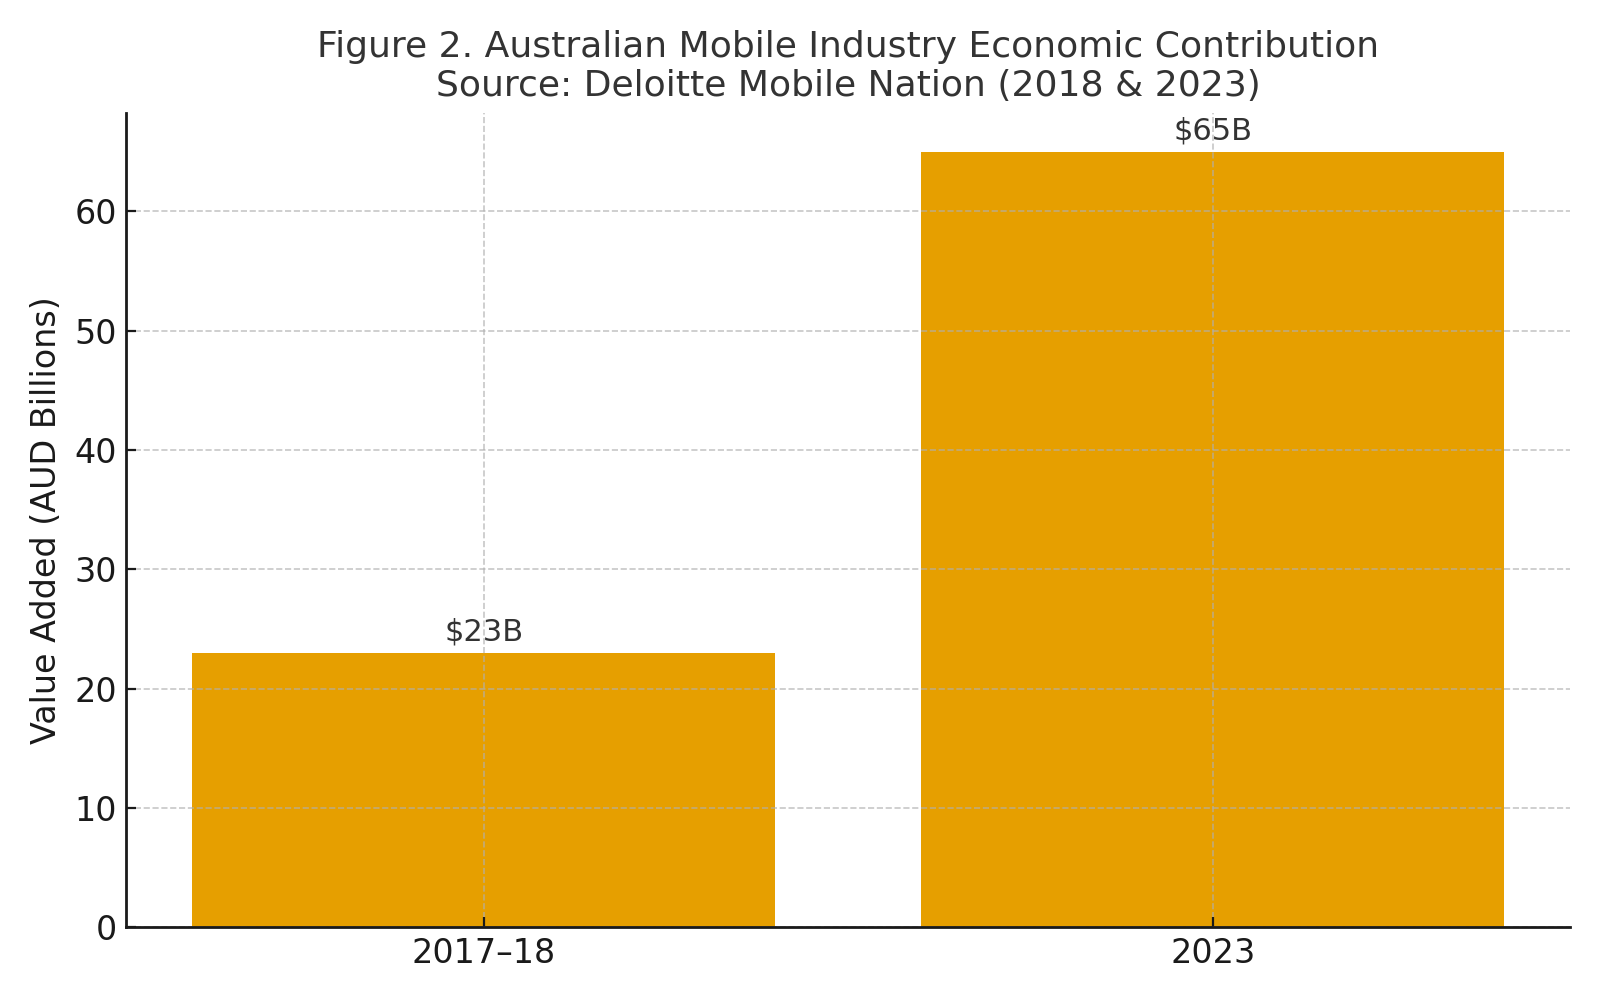 Figure 2. Australian Mobile Industry Economic Contribution
Source: Deloitte Mobile Nation (2018 & 2023)
$65B
60
50
40
30
$23B
20
10
0
Value Added (AUD Billions)
2017–18 2023